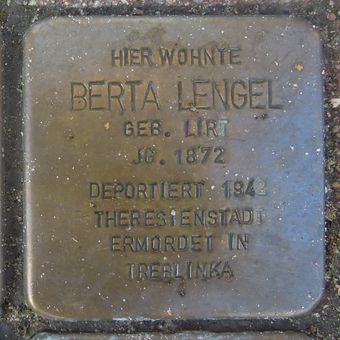 HIER WOHNTE
BERTA LENGEL
GEB. LIRT
JG. 1872
DEPORTIERT 1942
THERESIENSTADT
ERMORDET IN
TREBLINKA